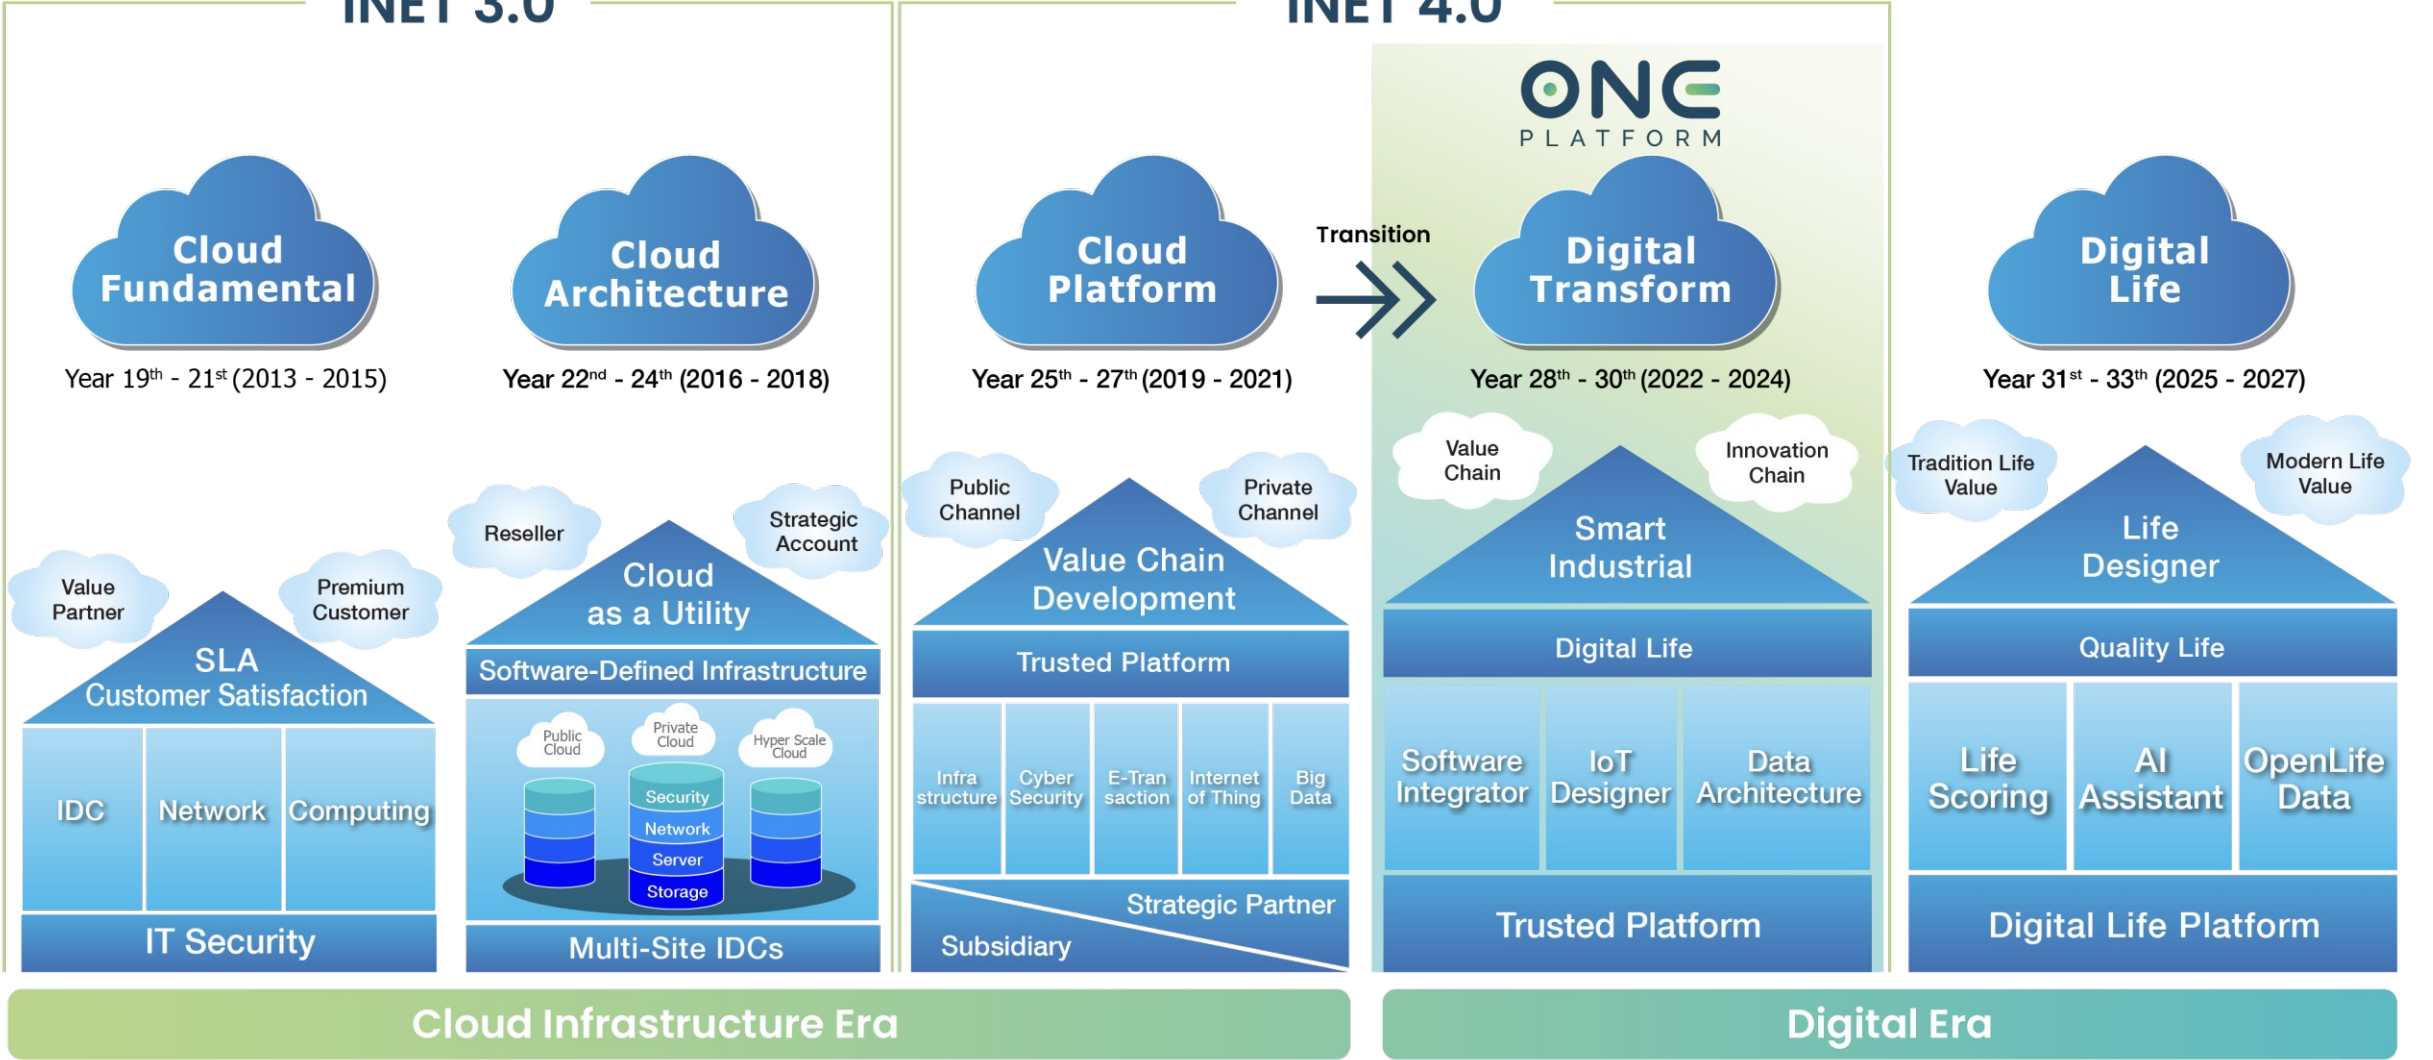 INET 3.0
INET 4.0
ONE
PLATFORM
Cloud
Fundamental
Year 19th - 21st (2013 - 2015)
Value
Partner
Premium
Customer
SLA
Customer Satisfaction
IDC
Network
Computing
IT Security
Cloud
Architecture
Year 22nd - 24th (2016 - 2018)
Reseller
Strategic
Account
Cloud
as a Utility
Software-Defined Infrastructure
Public
Cloud
Private
Cloud
Hyper Scale
Cloud
Security
Network
Server
Storage
Multi-Site IDCs
Cloud
Platform
Year 25th - 27th (2019 - 2021)
Public
Channel
Private
Channel
Value Chain
Development
Trusted Platform
Infra
structure
Cyber
Security
E-Tran
saction
Internet
of Thing
Big
Data
Strategic Partner
Subsidiary
Transition
Digital
Transform
Year 28th - 30th (2022 - 2024)
Value
Chain
Innovation
Chain
Smart
Industrial
Digital Life
Software
Integrator
IoT
Designer
Data
Architecture
Trusted Platform
Digital
Life
Year 31st - 33th (2025 - 2027)
Tradition Life
Value
Modern Life
Value
Life
Designer
Quality Life
Life
Scoring
AI
Assistant
OpenLife
Data
Digital Life Platform
Cloud Infrastructure Era
Digital Era